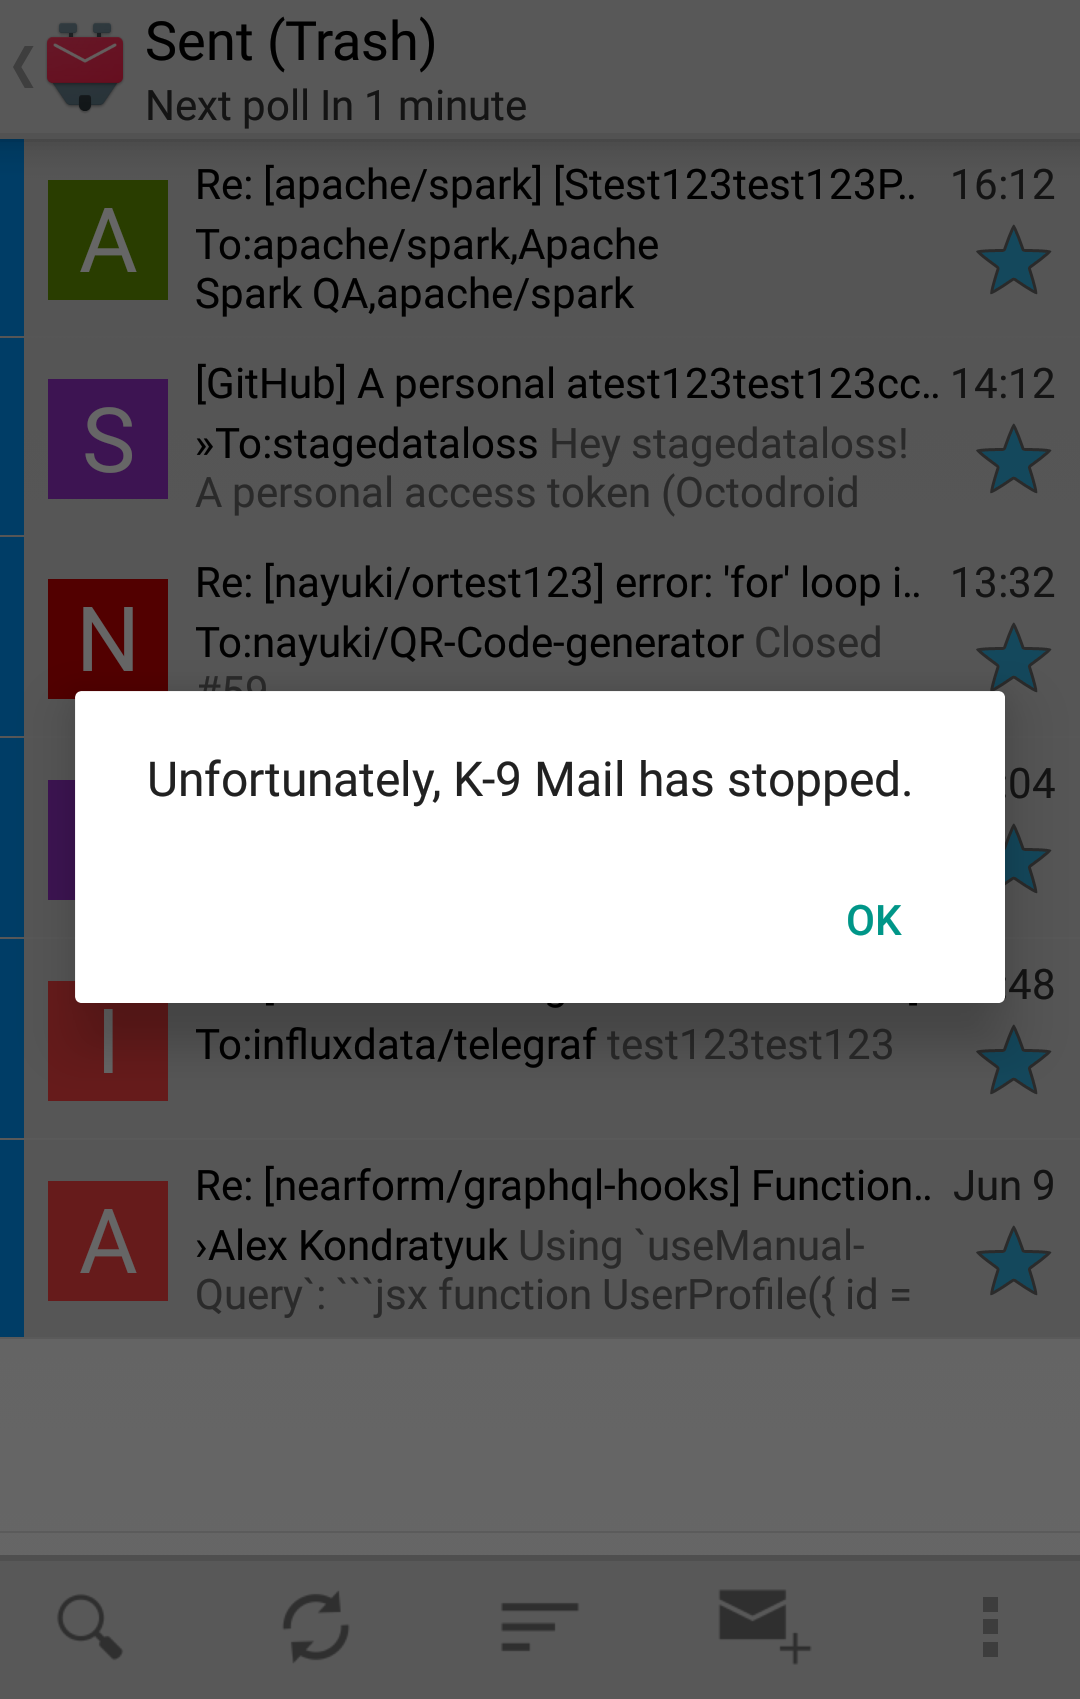 Sent (Trash)
Next poll In 1 minute
A
Re: [apache/spark] [Stest123test123P..
16:12
To:apache/spark,Apache
Spark QA,apache/spark
S
[GitHub] A personal atest123test123cc..
14:12
»To:stagedataloss Hey stagedataloss!
A personal access token (Octodroid
N
Re: [nayuki/ortest123] error: 'for' loop i..
13:32
To:nayuki/QR-Code-generator Closed
#59
Unfortunately, K-9 Mail has stopped.
:04
OK
48
I
To:influxdata/telegraf test123test123
A
Re: [nearform/graphql-hooks] Function..
Jun 9
›Alex Kondratyuk Using `useManual-
Query`: ```jsx function UserProfile({ id =